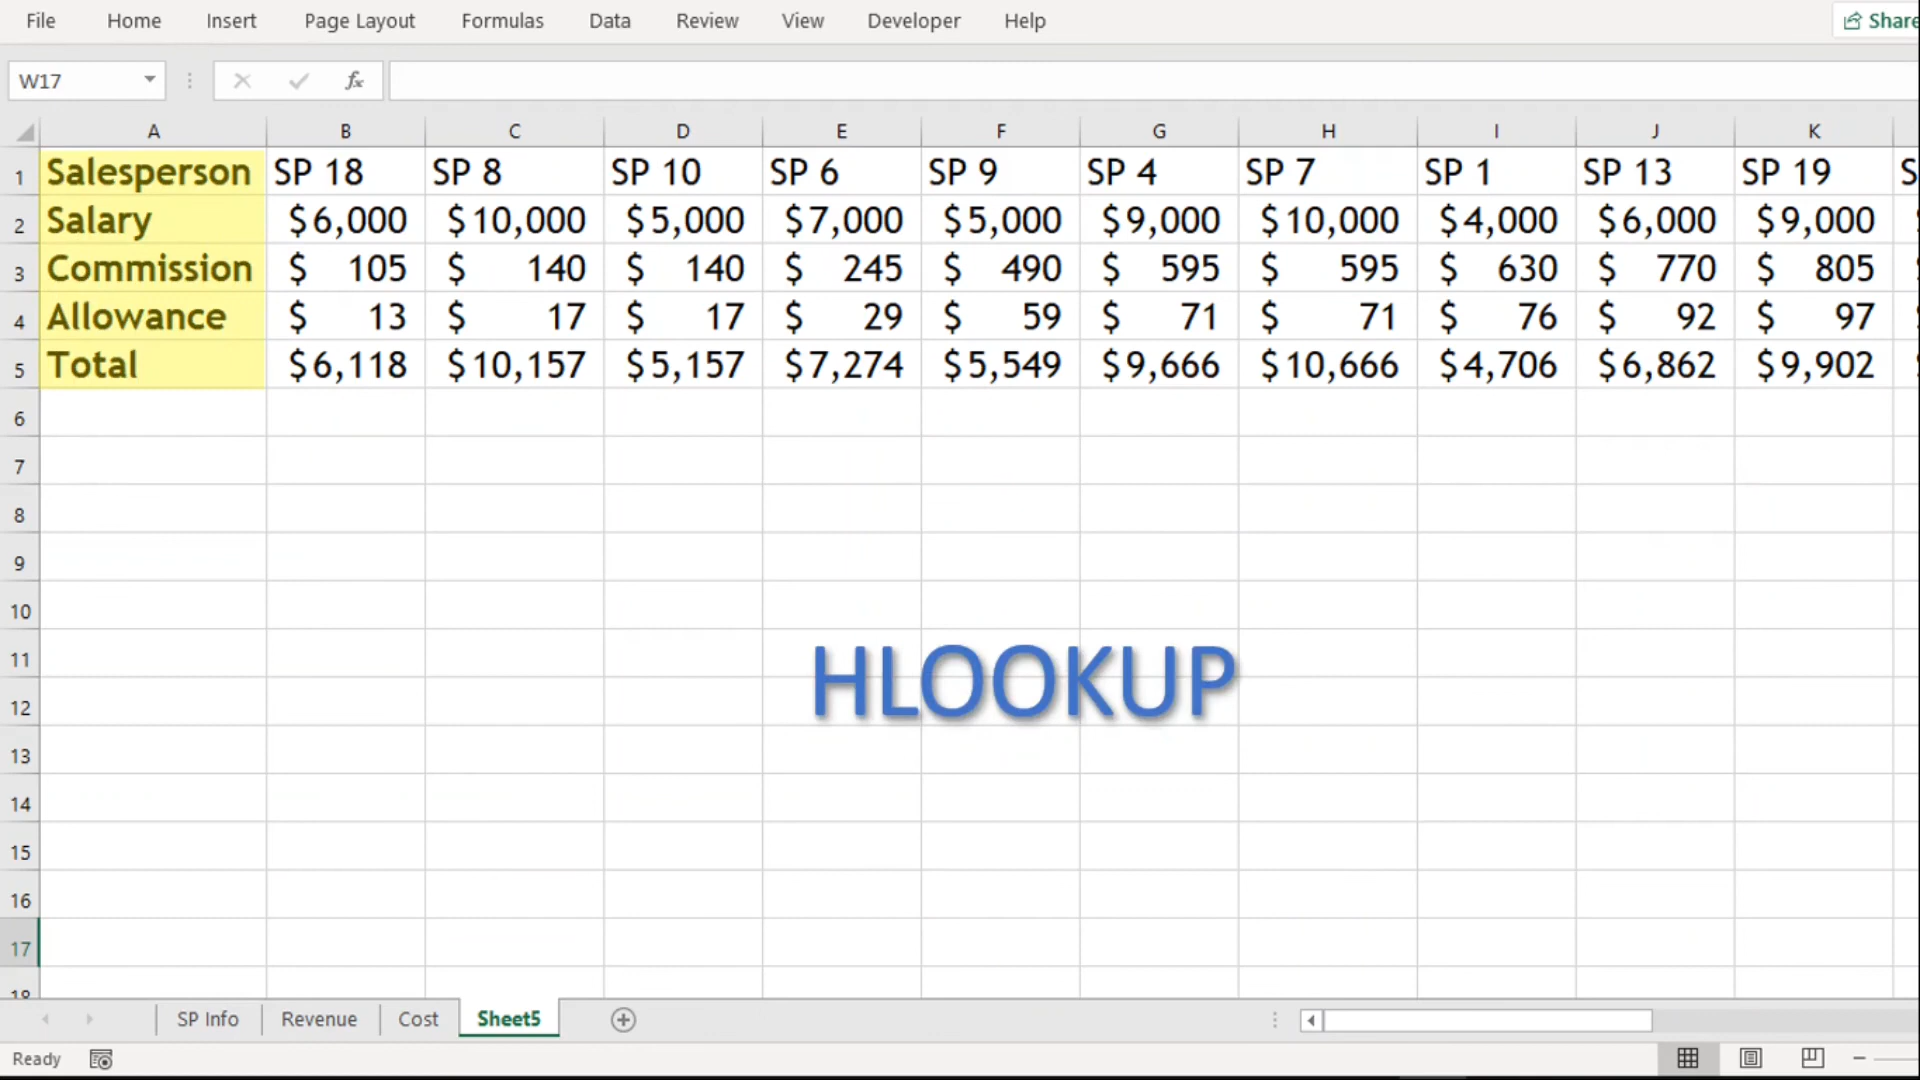 File Home Insert Page Layout Formulas Data Review View Developer Help Share
W17 fx
A B C D E F G H I J K
1 Salesperson SP 18 SP 8 SP 10 SP 6 SP 9 SP 4 SP 7 SP 1 SP 13 SP 19 S
2 Salary $6,000 $10,000 $5,000 $7,000 $5,000 $9,000 $10,000 $4,000 $6,000 $9,000
3 Commission $ 105 $ 140 $ 140 $ 245 $ 490 $ 595 $ 595 $ 630 $ 770 $ 805
4 Allowance $ 13 $ 17 $ 17 $ 29 $ 59 $ 71 $ 71 $ 76 $ 92 $ 97
5 Total $6,118 $10,157 $5,157 $7,274 $5,549 $9,666 $10,666 $4,706 $6,862 $9,902
6
7
8
9
10
11
HLOOKUP
12
13
14
15
16
17
18
SP Info Revenue Cost Sheet5
Ready